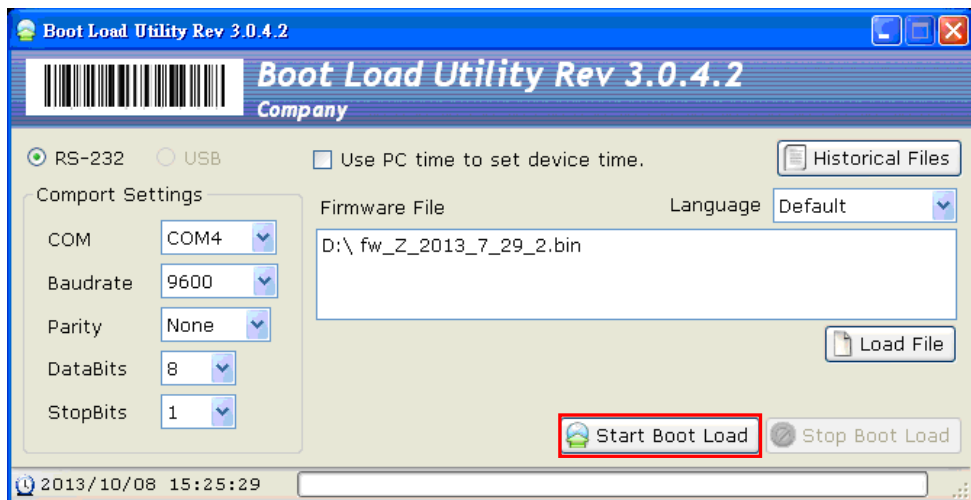 Boot Load Utility Rev 3.0.4.2
Boot Load Utility Rev 3.0.4.2
Company
RS-232 USB
Use PC time to set device time.
Historical Files
Comport Settings
Firmware File
Language Default
COM COM4
D:\ fw_Z_2013_7_29_2.bin
Baudrate 9600
Parity None
Load File
DataBits 8
StopBits 1
Start Boot Load
Stop Boot Load
2013/10/08 15:25:29